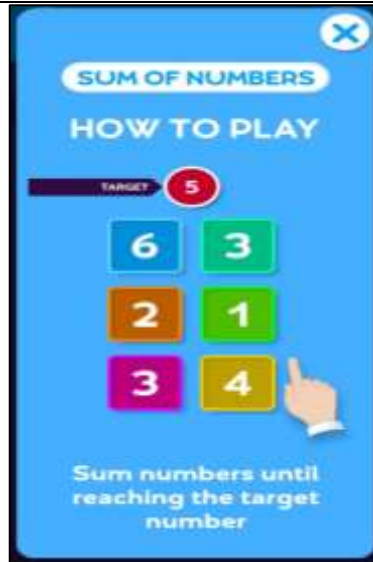 SUM OF NUMBERS
HOW TO PLAY
TARGET 5
6 3
2 1
3 4
Sum numbers until
reaching the target
number